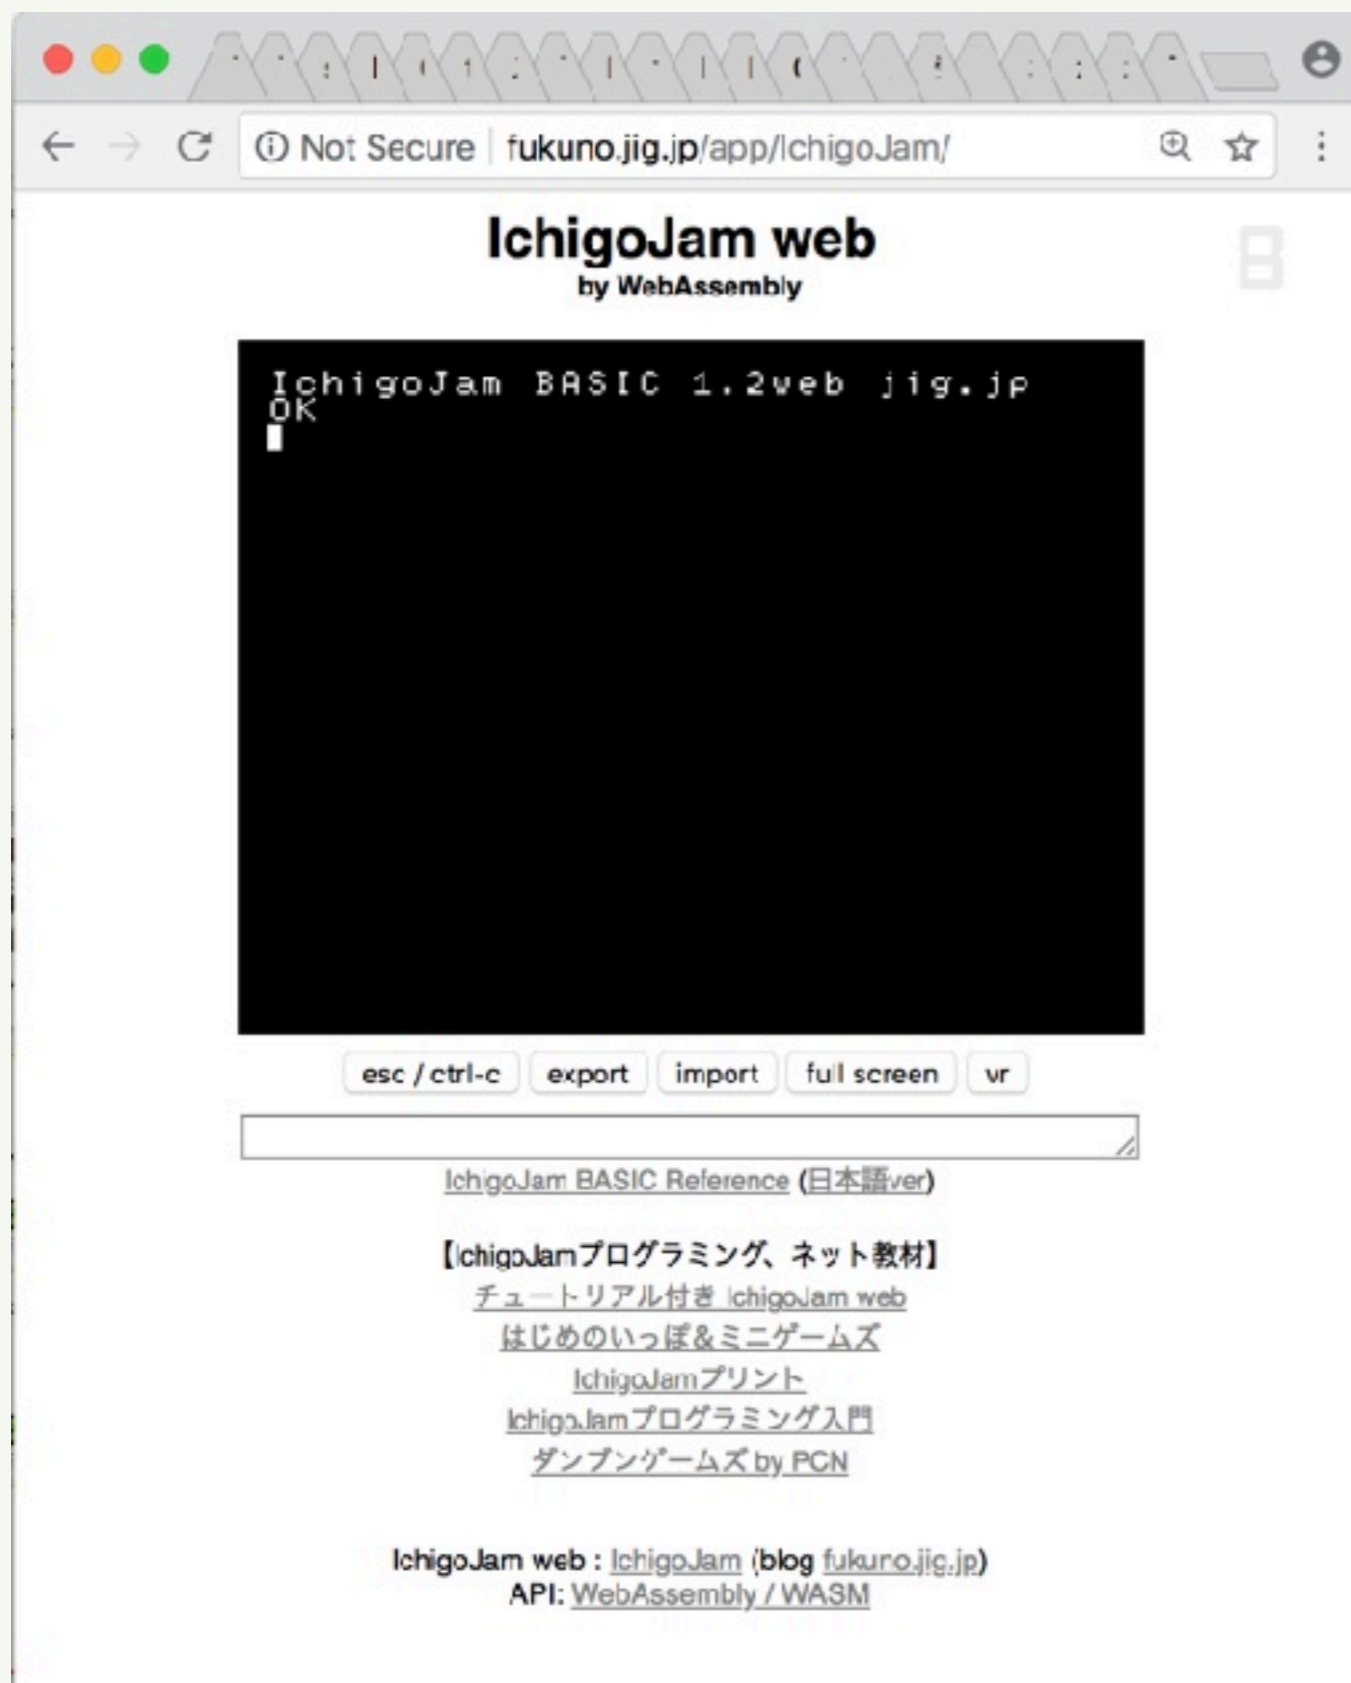 Not Secure fukuno.jig.jp/app/IchigoJam/
IchigoJam web
by WebAssembly
IchigoJam BASIC 1.2web jig.jp
OK
esc / ctrl-c export import full screen vr
IchigoJam BASIC Reference (日本語ver)
【IchigoJamプログラミング、ネット教材】
チュートリアル付き IchigoJam web
はじめのいっぽ&ミニゲームズ
IchigoJamプリント
IchigoJamプログラミング入門
ダンブンゲームズ by PCN
IchigoJam web : IchigoJam (blog fukuno.jig.jp)
API: WebAssembly / WASM